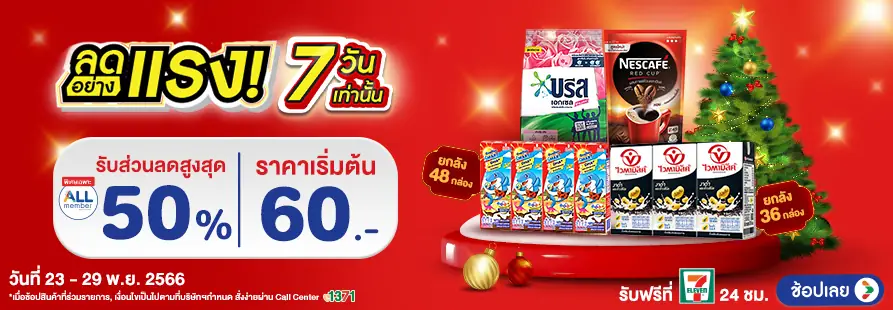 ลด
อย่าง
แรง!
7 วัน
เท่านั้น
รับส่วนลดสูงสุด
พิเศษเฉพาะ
ALL
member
50%
ราคาเริ่มต้น
60.-
วันที่ 23 - 29 พ.ย. 2566
*เมื่อช้อปสินค้าที่ร่วมรายการ, เงื่อนไขเป็นไปตามที่บริษัทฯกำหนด สั่งง่ายผ่าน Call Center 1371
บรีส
เอกเซล
NESCAFÉ
RED CUP
ยกลัง
48 กล่อง
V
ไวตามิ้ลค์
V
ไวตามิ้ลค์
V
ไวตามิ้ลค์
ยกลัง
36 กล่อง
รับฟรีที่
7
ELEVEN
24 ชม.
ช้อปเลย